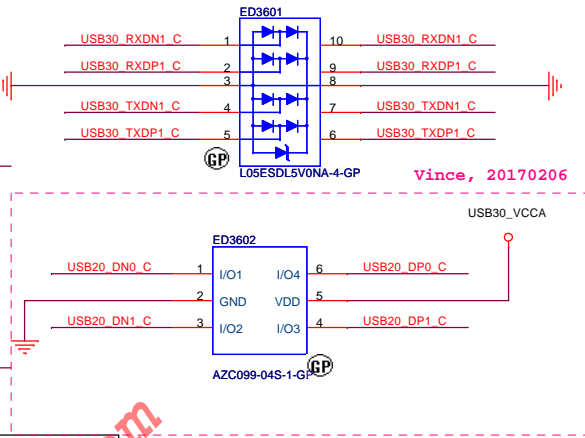 ED3601
USB30_RXDN1_C 1 10 USB30_RXDN1_C
USB30_RXDP1_C 2 9 USB30_RXDP1_C
3 8
USB30_TXDN1_C 4 7 USB30_TXDN1_C
USB30_TXDP1_C 5 6 USB30_TXDP1_C
GP
L05ESDL5V0NA-4-GP
Vince, 20170206
USB30_VCCA
ED3602
USB20_DN0_C 1 I/O1 I/O4 6 USB20_DP0_C
2 GND VDD 5
USB20_DN1_C 3 I/O2 I/O3 4 USB20_DP1_C
GP
AZC099-04S-1-GP
om